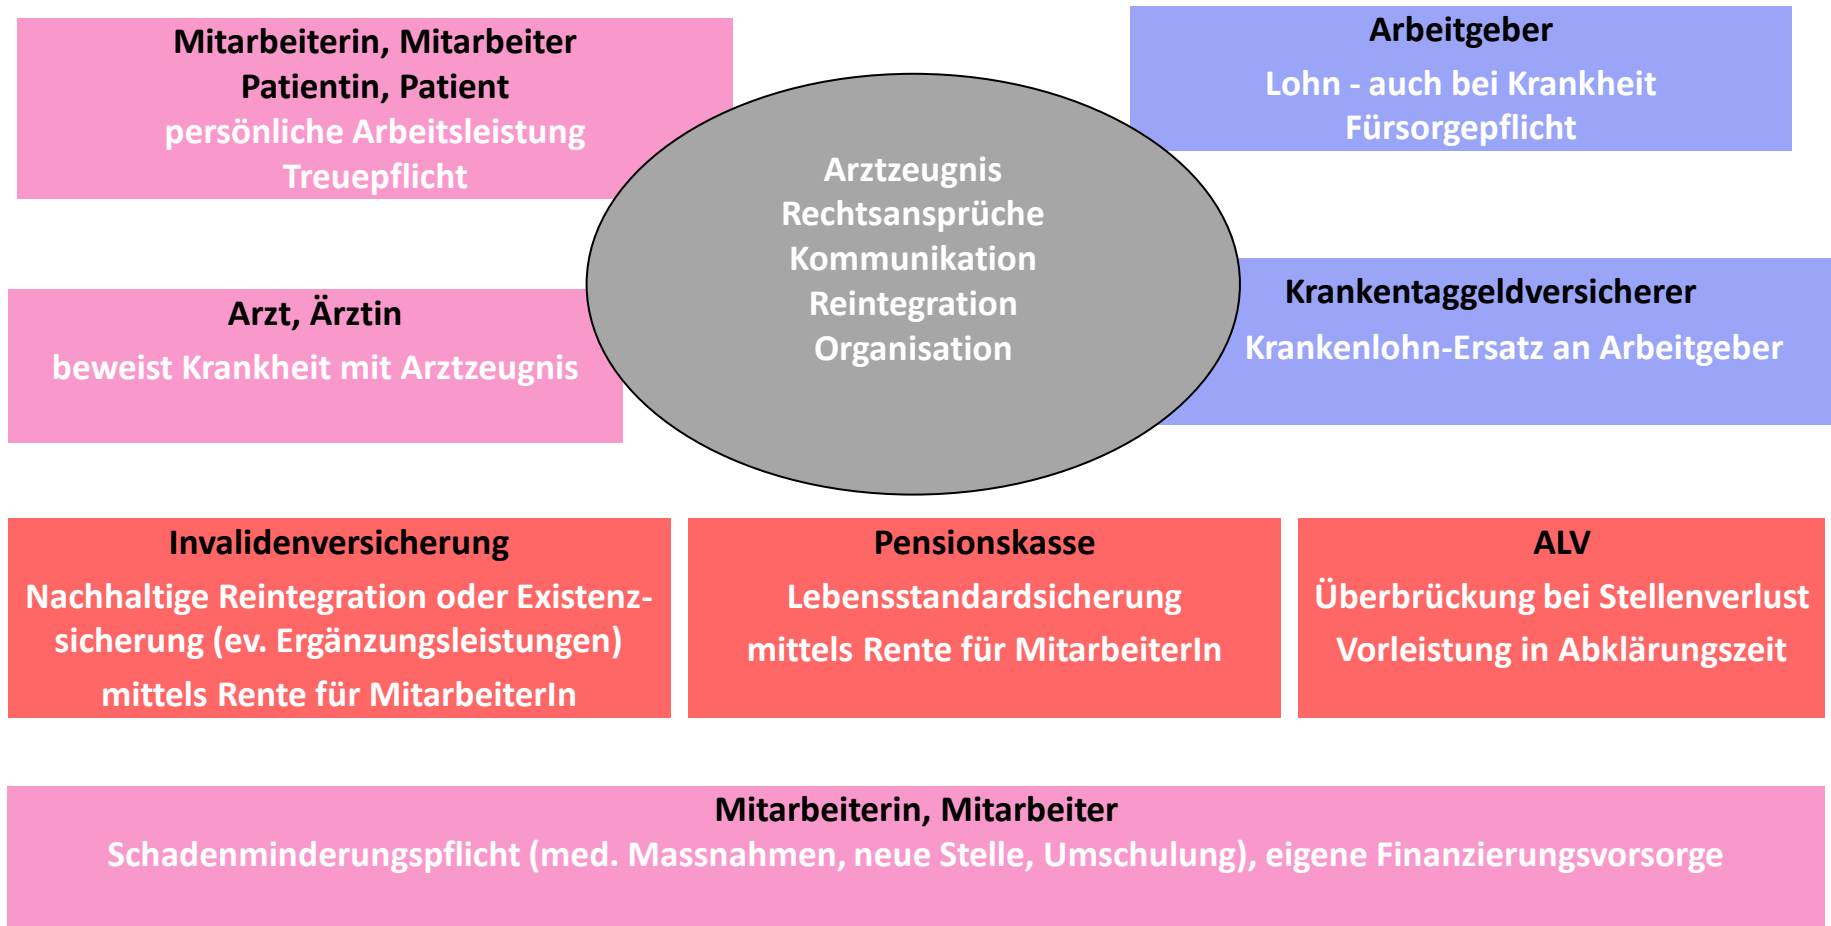 Mitarbeiterin, Mitarbeiter
Patientin, Patient
persönliche Arbeitsleistung
Treuepflicht
Arbeitgeber
Lohn - auch bei Krankheit
Fürsorgepflicht
Arztzeugnis
Rechtsansprüche
Kommunikation
Reintegration
Organisation
Arzt, Ärztin
beweist Krankheit mit Arztzeugnis
Krankentaggeldversicherer
Krankenlohn-Ersatz an Arbeitgeber
Invalidenversicherung
Nachhaltige Reintegration oder Existenz-
sicherung (ev. Ergänzungsleistungen)
mittels Rente für MitarbeiterIn
Pensionskasse
Lebensstandardsicherung
mittels Rente für MitarbeiterIn
ALV
Überbrückung bei Stellenverlust
Vorleistung in Abklärungszeit
Mitarbeiterin, Mitarbeiter
Schadenminderungspflicht (med. Massnahmen, neue Stelle, Umschulung), eigene Finanzierungsvorsorge